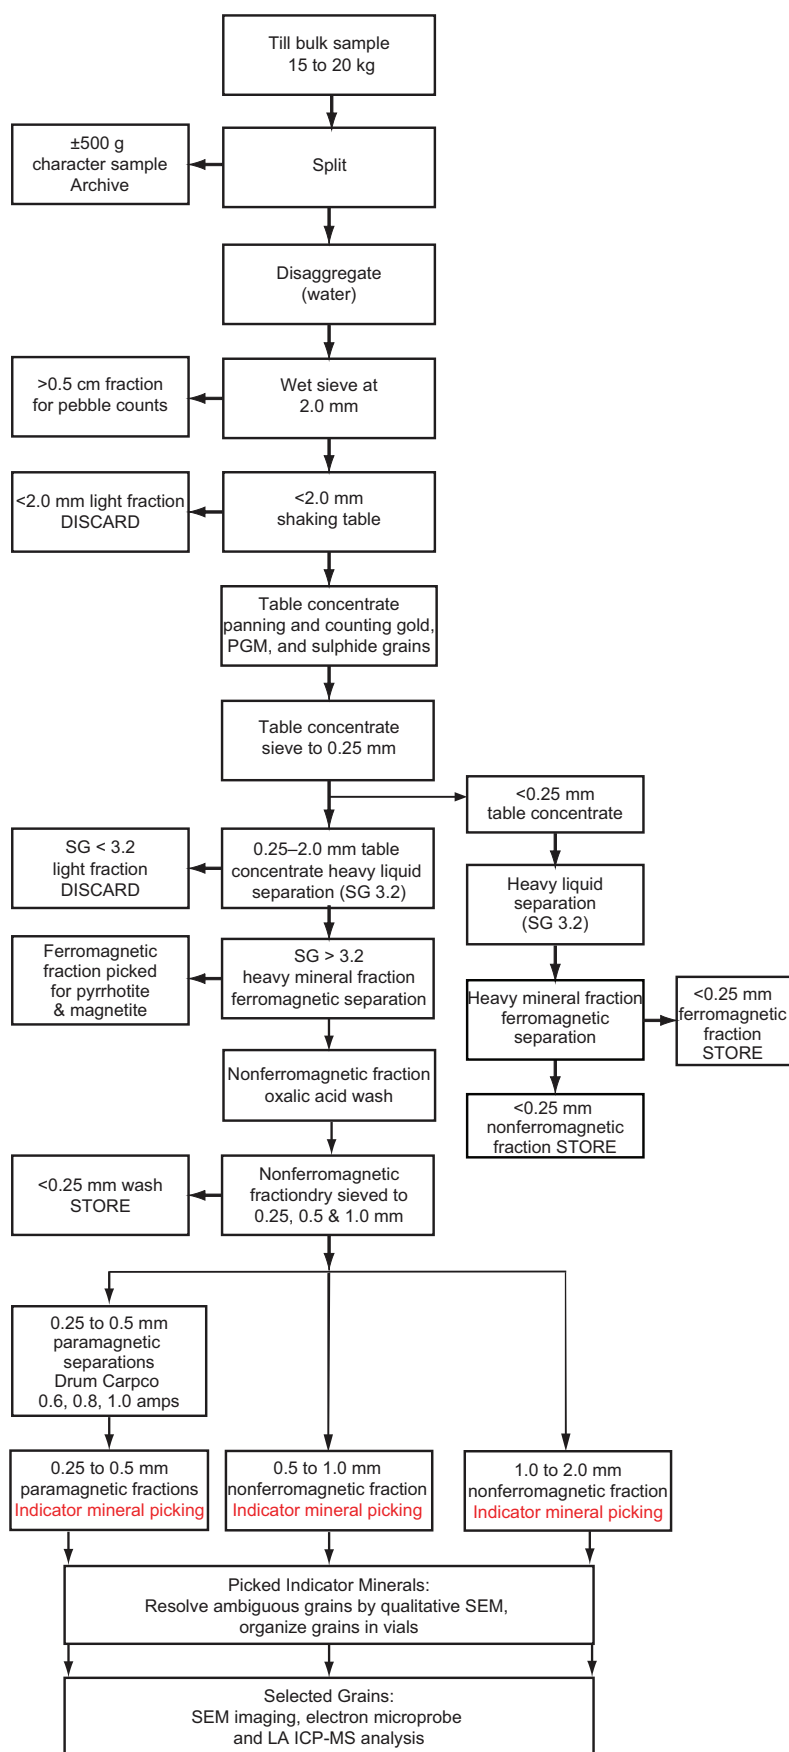 Till bulk sample
15 to 20 kg
±500 g
character sample
Archive
Split
Disaggregate
(water)
>0.5 cm fraction
for pebble counts
Wet sieve at
2.0 mm
<2.0 mm light fraction
DISCARD
<2.0 mm
shaking table
Table concentrate
panning and counting gold,
PGM, and sulphide grains
Table concentrate
sieve to 0.25 mm
<0.25 mm
table concentrate
SG < 3.2
light fraction
DISCARD
0.25–2.0 mm table
concentrate heavy liquid
separation (SG 3.2)
Heavy liquid
separation
(SG 3.2)
Ferromagnetic
fraction picked
for pyrrhotite
& magnetite
SG > 3.2
heavy mineral fraction
ferromagnetic separation
Heavy mineral fraction
ferromagnetic
separation
<0.25 mm
ferromagnetic
fraction
STORE
Nonferromagnetic fraction
oxalic acid wash
<0.25 mm
nonferromagnetic
fraction STORE
<0.25 mm wash
STORE
Nonferromagnetic
fractiondry sieved to
0.25, 0.5 & 1.0 mm
0.25 to 0.5 mm
paramagnetic
separations
Drum Carpco
0.6, 0.8, 1.0 amps
0.25 to 0.5 mm
paramagnetic fractions
Indicator mineral picking
0.5 to 1.0 mm
nonferromagnetic fraction
Indicator mineral picking
1.0 to 2.0 mm
nonferromagnetic fraction
Indicator mineral picking
Picked Indicator Minerals:
Resolve ambiguous grains by qualitative SEM,
organize grains in vials
Selected Grains:
SEM imaging, electron microprobe
and LA ICP-MS analysis